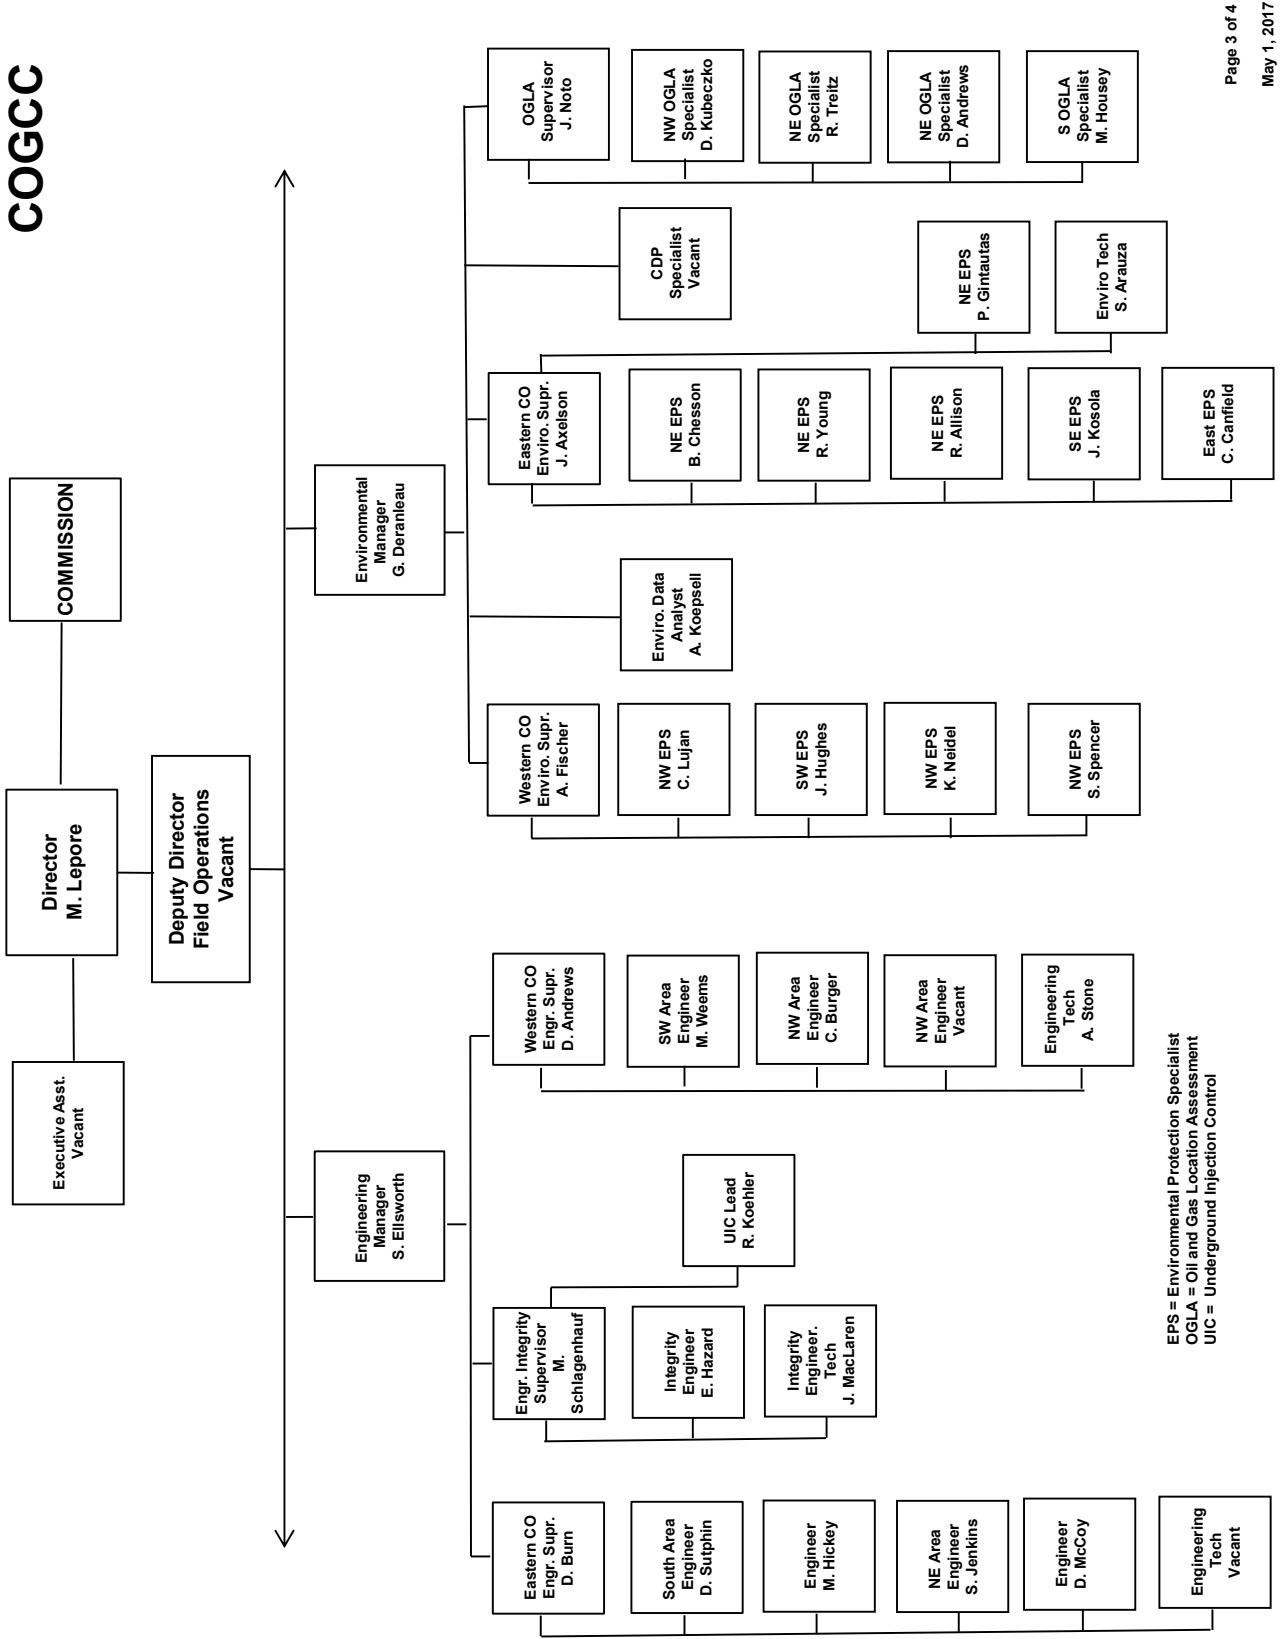 COGCC
Executive Asst.
Vacant
Director
M. Lepore
COMMISSION
Deputy Director
Field Operations
Vacant
Engineering
Manager
S. Ellsworth
Environmental
Manager
G. Deranleau
Eastern CO
Engr. Supr.
D. Burn
South Area
Engineer
D. Sutphin
Engineer
M. Hickey
NE Area
Engineer
S. Jenkins
Engineer
D. McCoy
Engineering
Tech
Vacant
Engr. Integrity
Supervisor
M.
Schlagenhauf
Integrity
Engineer
E. Hazard
Integrity
Engineer.
Tech
J. MacLaren
UIC Lead
R. Koehler
Western CO
Engr. Supr.
D. Andrews
SW Area
Engineer
M. Weems
NW Area
Engineer
C. Burger
NW Area
Engineer
Vacant
Engineering
Tech
A. Stone
Western CO
Enviro. Supr.
A. Fischer
NW EPS
C. Lujan
SW EPS
J. Hughes
NW EPS
K. Neidel
NW EPS
S. Spencer
Enviro. Data
Analyst
A. Koepsell
Eastern CO
Enviro. Supr.
J. Axelson
NE EPS
B. Chesson
NE EPS
R. Young
NE EPS
R. Allison
SE EPS
J. Kosola
East EPS
C. Canfield
NE EPS
P. Gintautas
Enviro Tech
S. Arauza
CDP
Specialist
Vacant
OGLA
Supervisor
J. Noto
NW OGLA
Specialist
D. Kubeczko
NE OGLA
Specialist
R. Treitz
NE OGLA
Specialist
D. Andrews
S OGLA
Specialist
M. Housey
EPS = Environmental Protection Specialist
OGLA = Oil and Gas Location Assessment
UIC = Underground Injection Control
Page 3 of 4
May 1, 2017